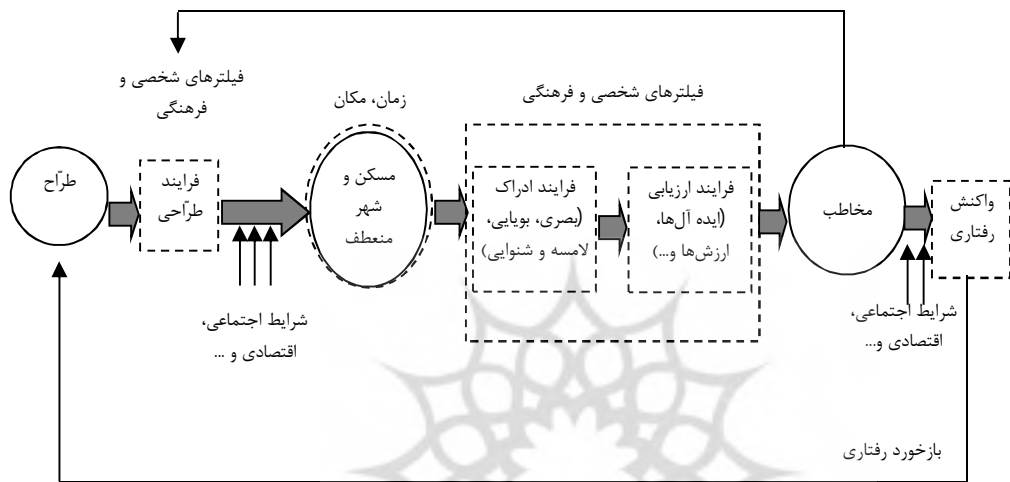 فیلترهای شخصی و
فرهنگی
زمان، مکان
فیلترهای شخصی و فرهنگی
طرّاح
فرایند
طرّاحی
مسکن و
شهر
منعطف
فرایند ادراک
(بصری، بویایی،
لامسه و شنوایی)
فرایند ارزیابی
(ایده آل‌ها،
ارزش‌ها و...)
مخاطب
واکنش
رفتاری
شرایط اجتماعی،
اقتصادی و ...
شرایط اجتماعی،
اقتصادی و...
بازخورد رفتاری